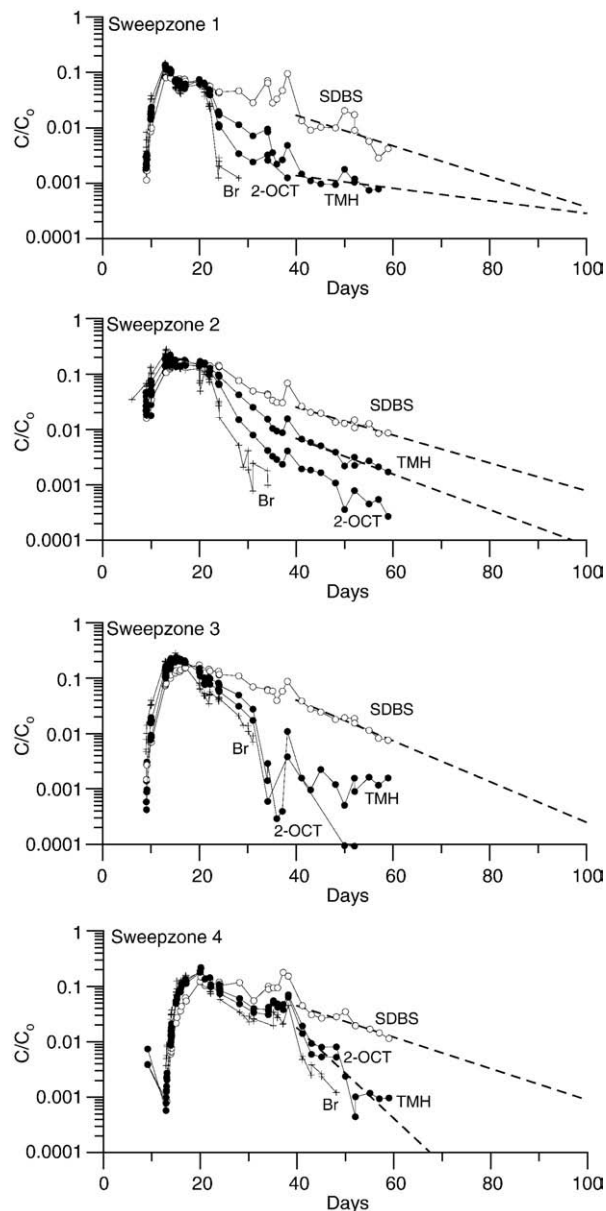 Sweepzone 1
1
0.1
0.01
0.001
0.0001
C/Co
SDBS
Br
2-OCT
TMH
0 20 40 60 80 100
Days
Sweepzone 2
1
0.1
0.01
0.001
0.0001
C/Co
SDBS
TMH
Br
2-OCT
0 20 40 60 80 100
Days
Sweepzone 3
1
0.1
0.01
0.001
0.0001
C/Co
SDBS
Br
TMH
2-OCT
0 20 40 60 80 100
Days
Sweepzone 4
1
0.1
0.01
0.001
0.0001
C/Co
SDBS
2-OCT
Br
TMH
0 20 40 60 80 100
Days